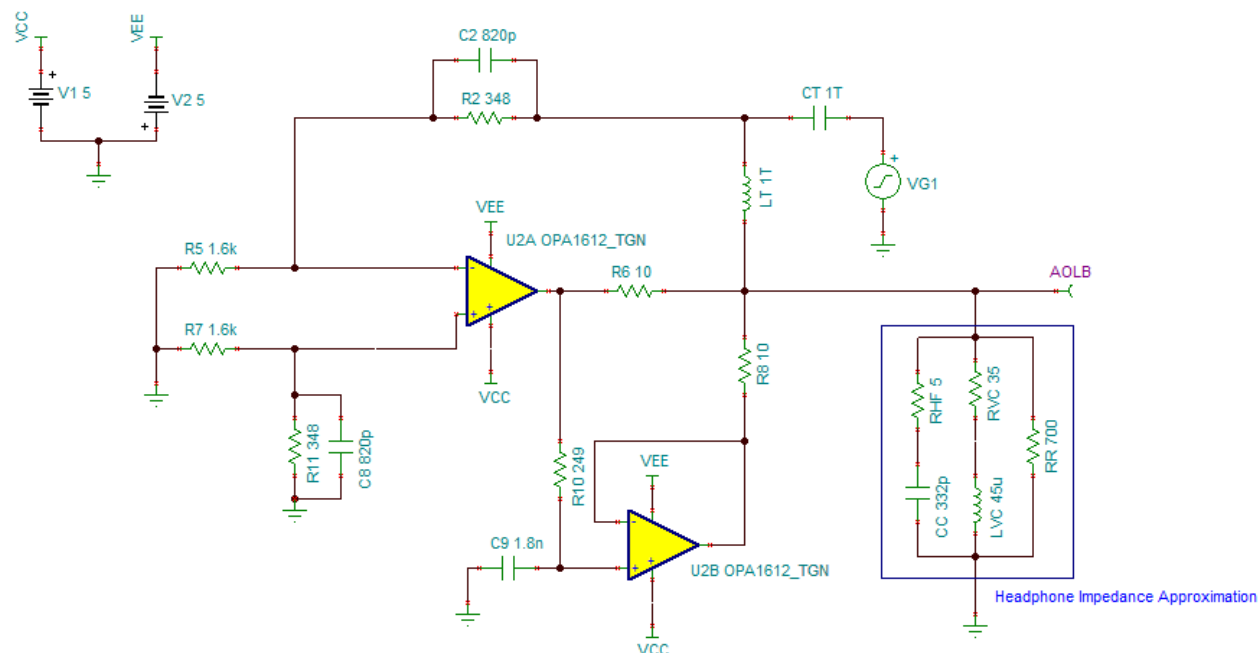 VCC
VEE
V1 5
V2 5
C2 820p
R2 348
CT 1T
VG1
LT 1T
VEE
U2A OPA1612_TGN
R5 1.6k
-
+
+
R6 10
AOLB
R7 1.6k
VCC
R8 10
R11 348
C8 820p
R10 249
VEE
RHF 5
RVC 35
RR 700
CC 332p
LVC 45u
C9 1.8n
-
+
+
U2B OPA1612_TGN
VCC
Headphone Impedance Approximation